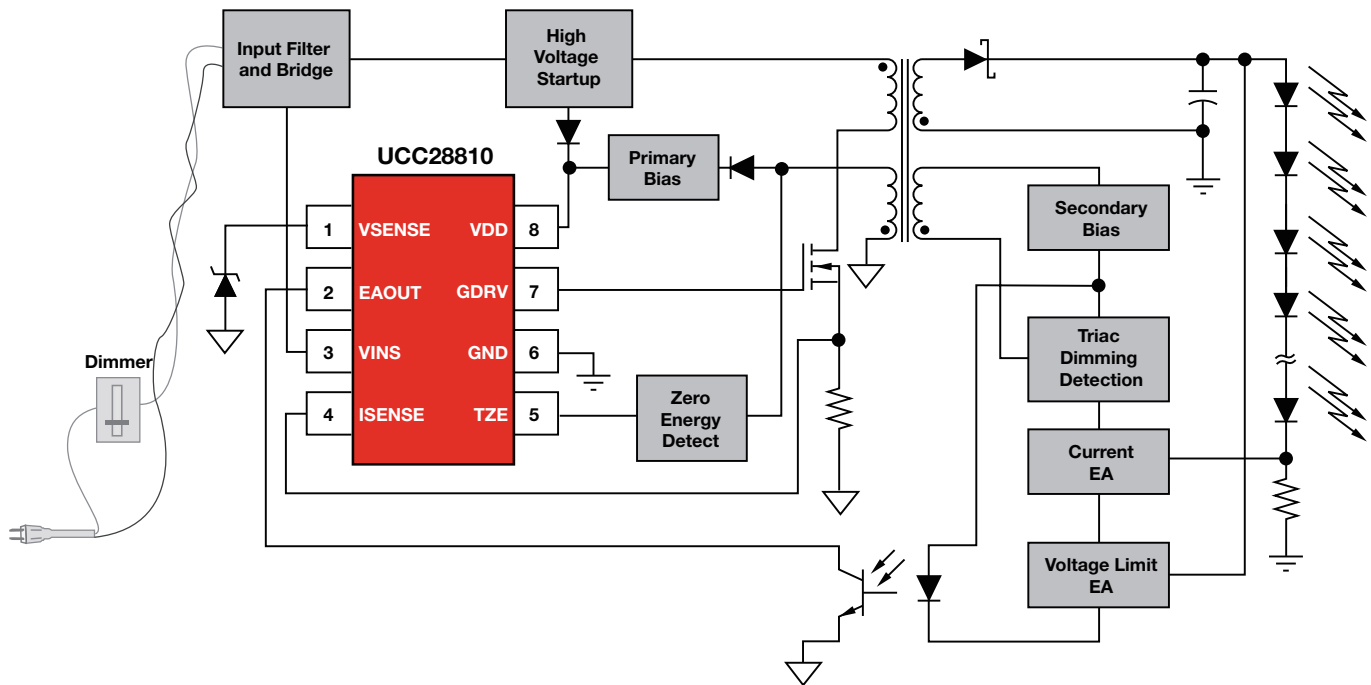 Input Filter
and Bridge
High
Voltage
Startup
UCC28810
Primary
Bias
Secondary
Bias
1
VSENSE
VDD
8
2
EAOUT
GDRV
7
3
VINS
GND
6
4
ISENSE
TZE
5
Dimmer
Zero
Energy
Detect
Triac
Dimming
Detection
Current
EA
Voltage Limit
EA